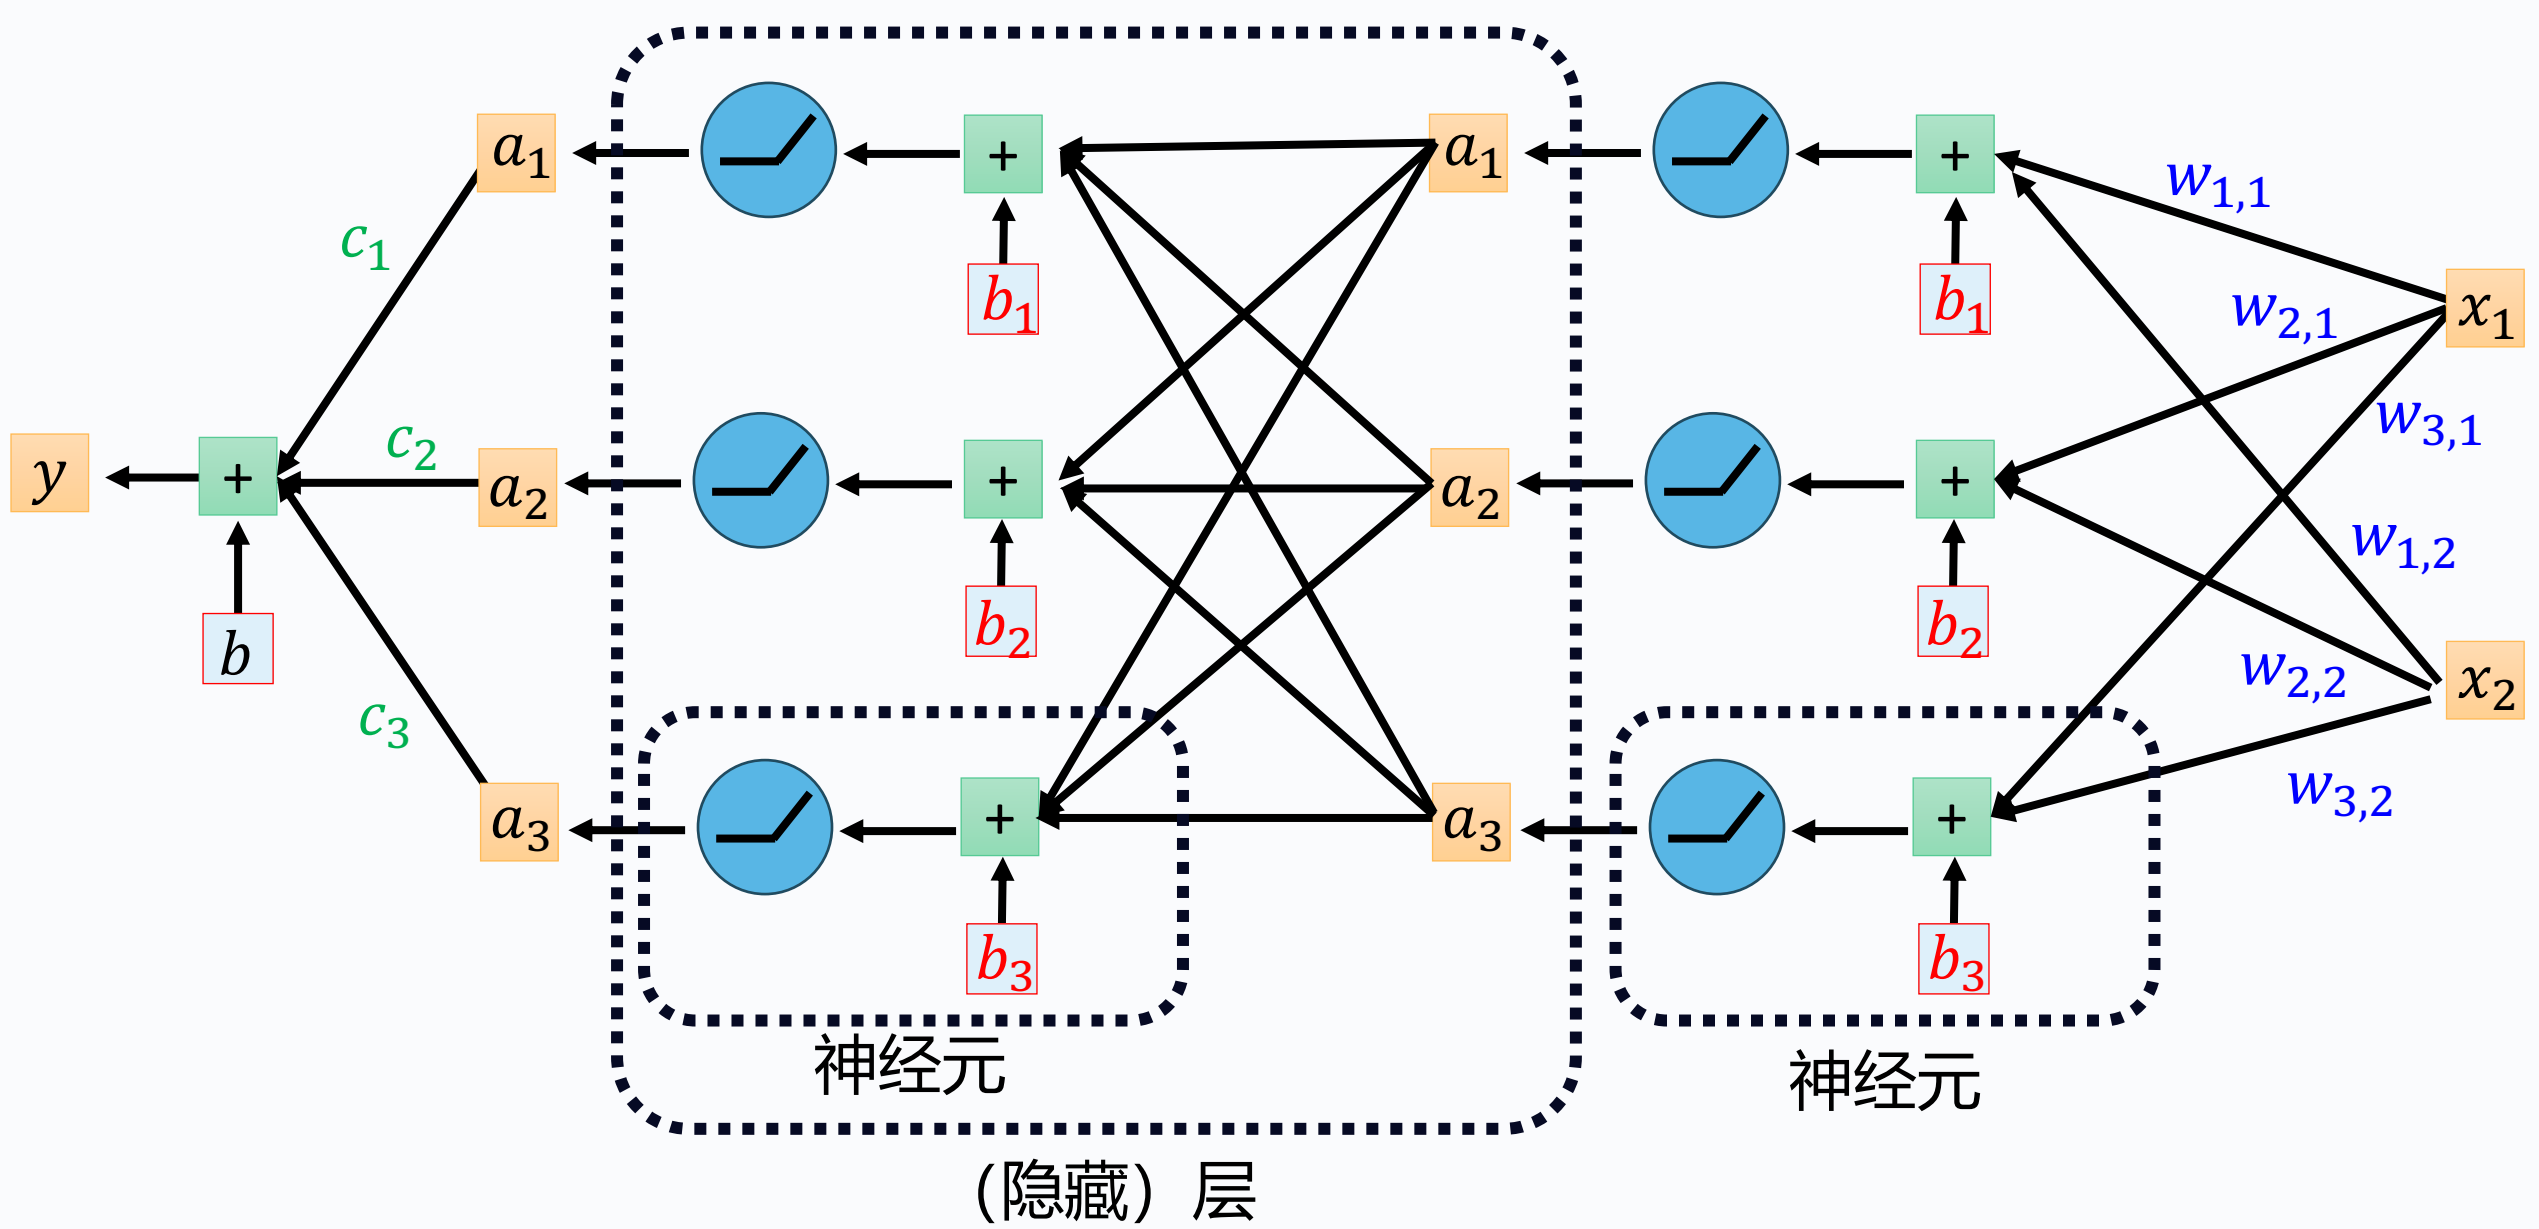 a₁
+
a₁
+
w₁,₁
c₁
b₁
b₁
w₂,₁
x₁
w₃,₁
c₂
y
+
a₂
+
a₂
+
w₁,₂
b
b₂
b₂
w₂,₂
x₂
c₃
w₃,₂
a₃
+
a₃
+
b₃
b₃
神经元
神经元
(隐藏）层